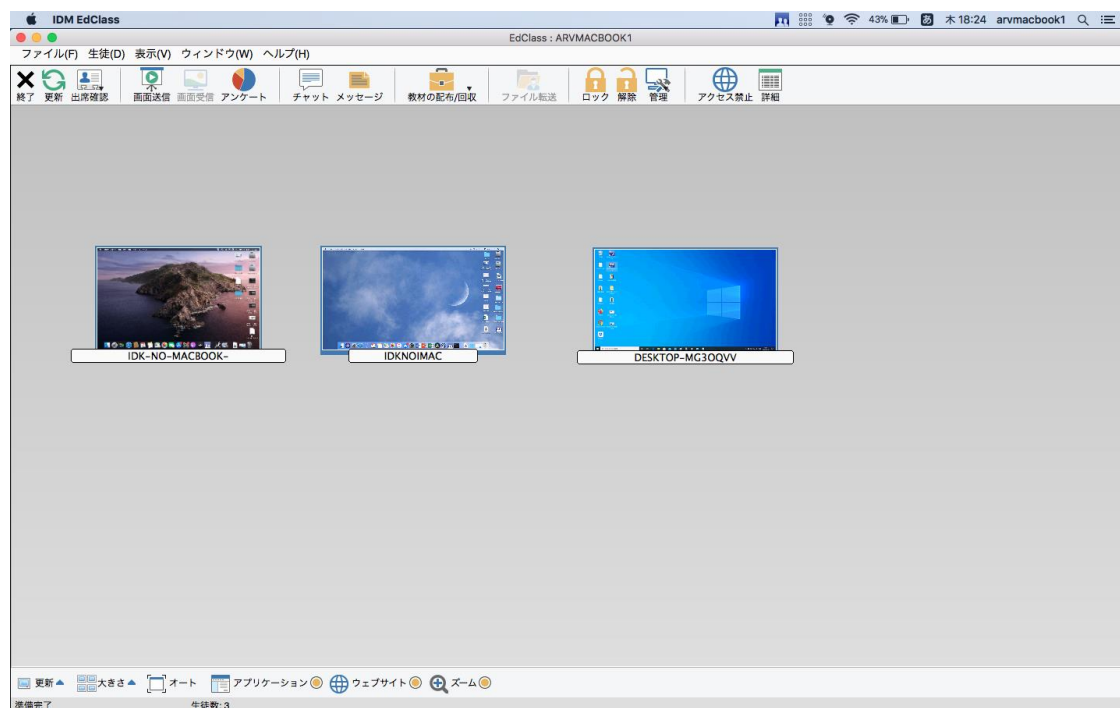 IDM EdClass 43% あ 木18:24 arvmacbook1
EdClass : ARVMACBOOK1
ファイル(F) 生徒(D) 表示(V) ウィンドウ(W) ヘルプ(H)
終了 更新 出席確認 画面送信 画面受信 アンケート チャット メッセージ 教材の配布/回収 ファイル転送 ロック 解除 管理 アクセス禁止 詳細
IDK-NO-MACBOOK- IDKNOIMAC DESKTOP-MG3OQVV
更新 大きさ オート アプリケーション ウェブサイト ズーム
準備完了 生徒数: 3